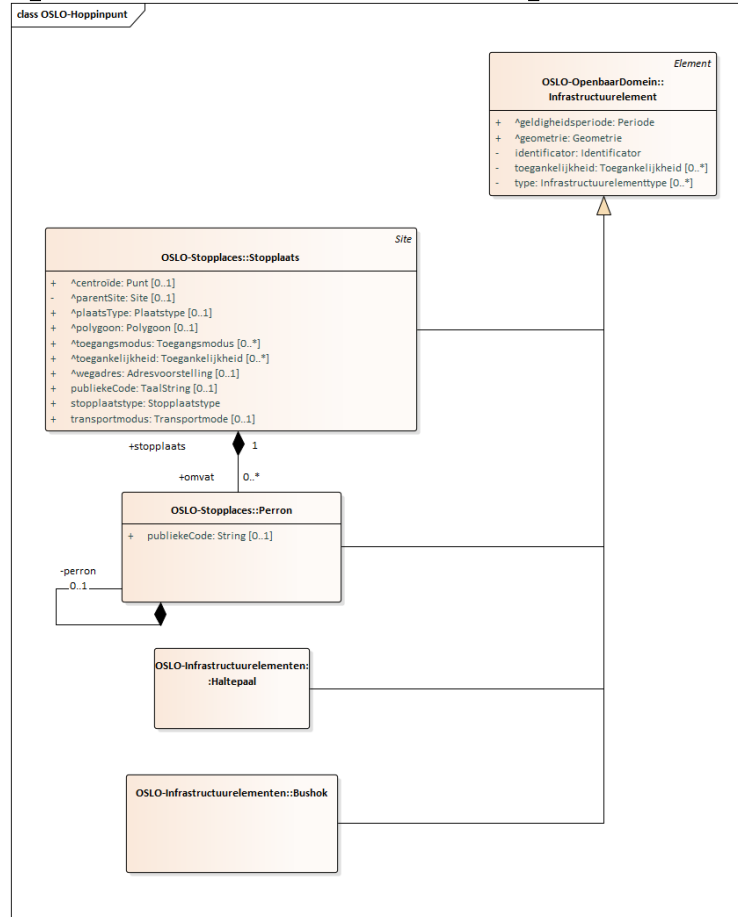 class OSLO-Hoppinpunt
Element
OSLO-OpenbaarDomein::
Infrastructuurelement
+ ^geldigheidsperiode: Periode
+ ^geometrie: Geometrie
- identificator: Identificator
- toegankelijkheid: Toegankelijkheid [0..*]
- type: Infrastructuurelementtype [0..*]
Site
OSLO-Stopplaces::Stopplaats
+ ^centroïde: Punt [0..1]
- ^parentSite: Site [0..1]
+ ^plaatsType: Plaatstype [0..1]
+ ^polygoon: Polygoon [0..1]
+ ^toegangsmodus: Toegangsmodus [0..*]
+ ^toegankelijkheid: Toegankelijkheid [0..*]
+ ^wegadres: Adresvoorstelling [0..1]
+ publiekeCode: TaalString [0..1]
+ stopplaatstype: Stopplaatstype
+ transportmodus: Transportmode [0..1]
+stopplaats 1
+omvat 0..*
OSLO-Stopplaces::Perron
+ publiekeCode: String [0..1]
-perron
0..1
OSLO-Infrastructuurelementen:
:Haltepaal
OSLO-Infrastructuurelementen::Bushok